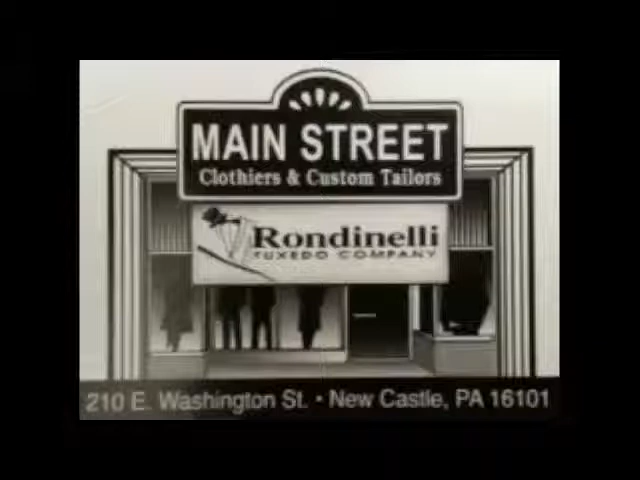 MAIN STREET
Clothiers & Custom Tailors
Rondinelli
TUXEDO COMPANY
210 E. Washington St. • New Castle, PA 16101